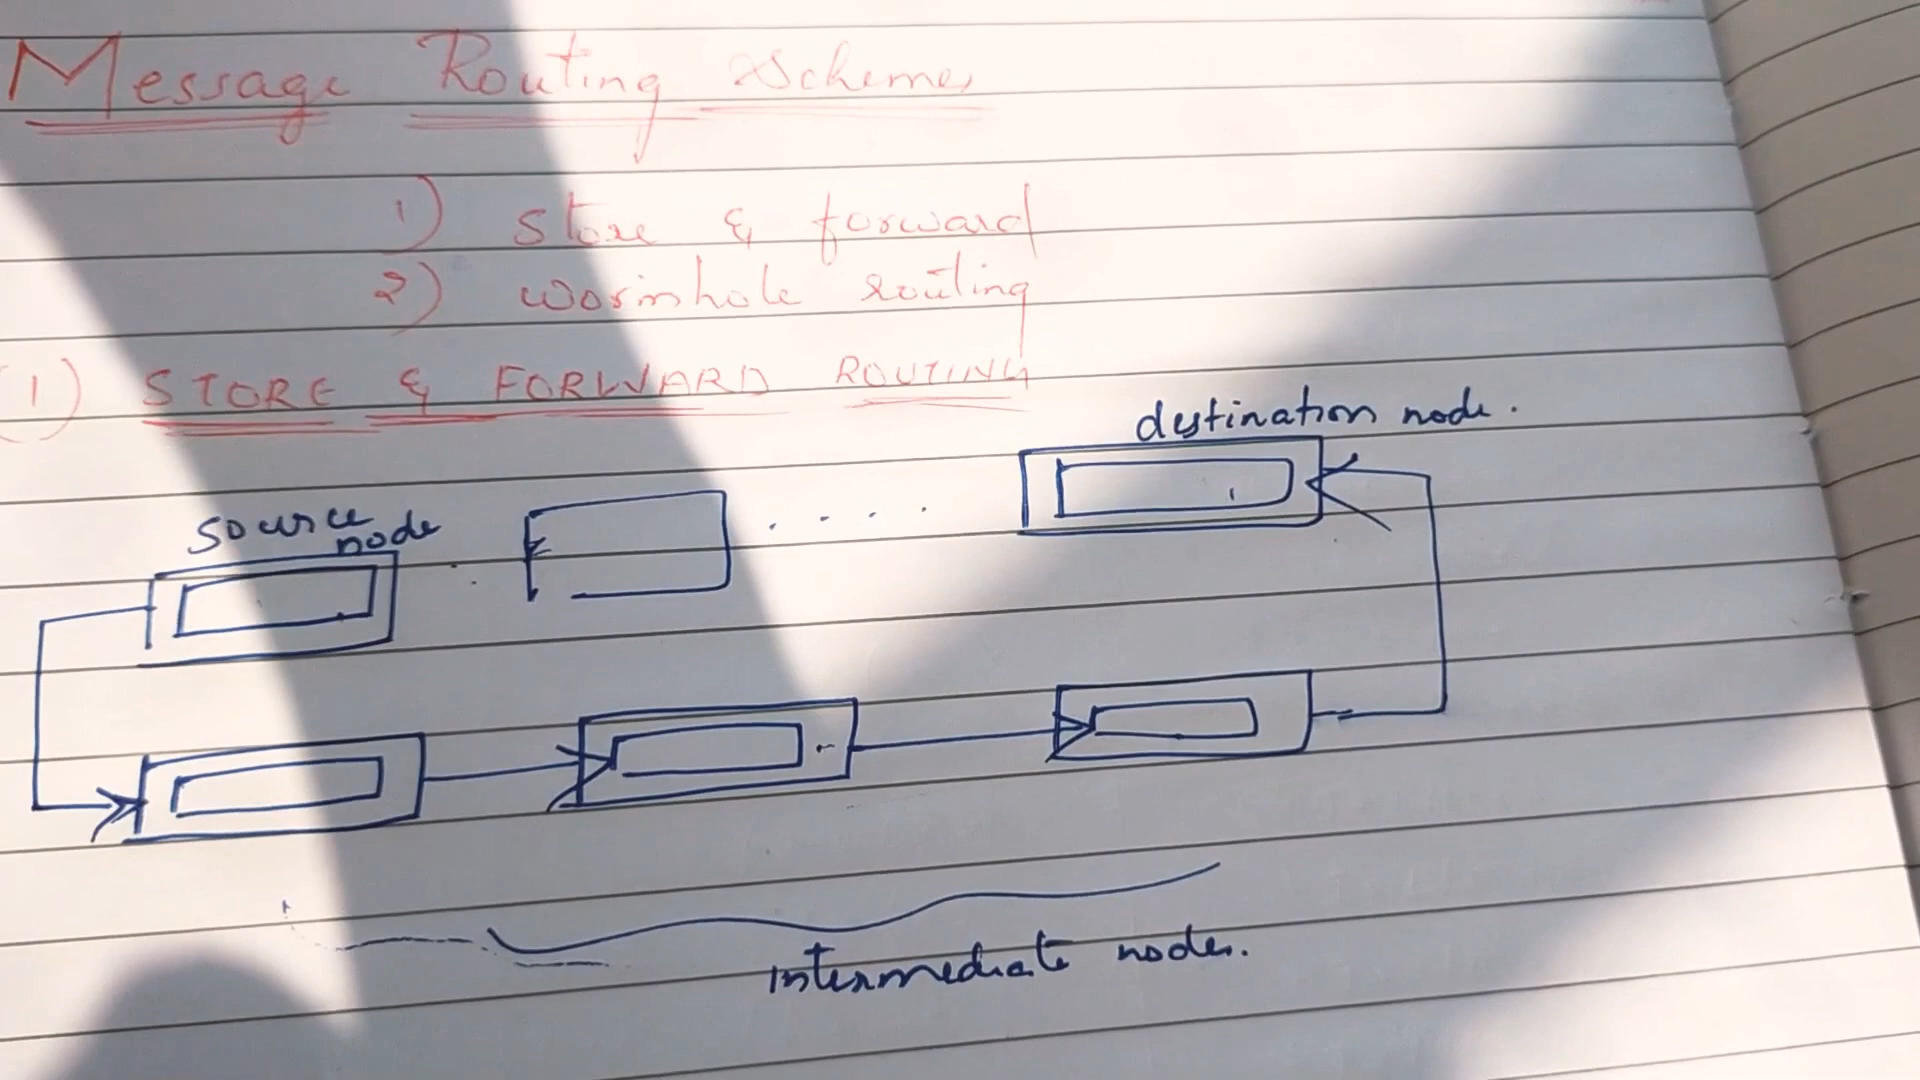 Message Routing Schemes
1) store & forward
2) wormhole routing
(1) STORE & FORWARD ROUTING
destination node.
source
node
intermediate nodes.